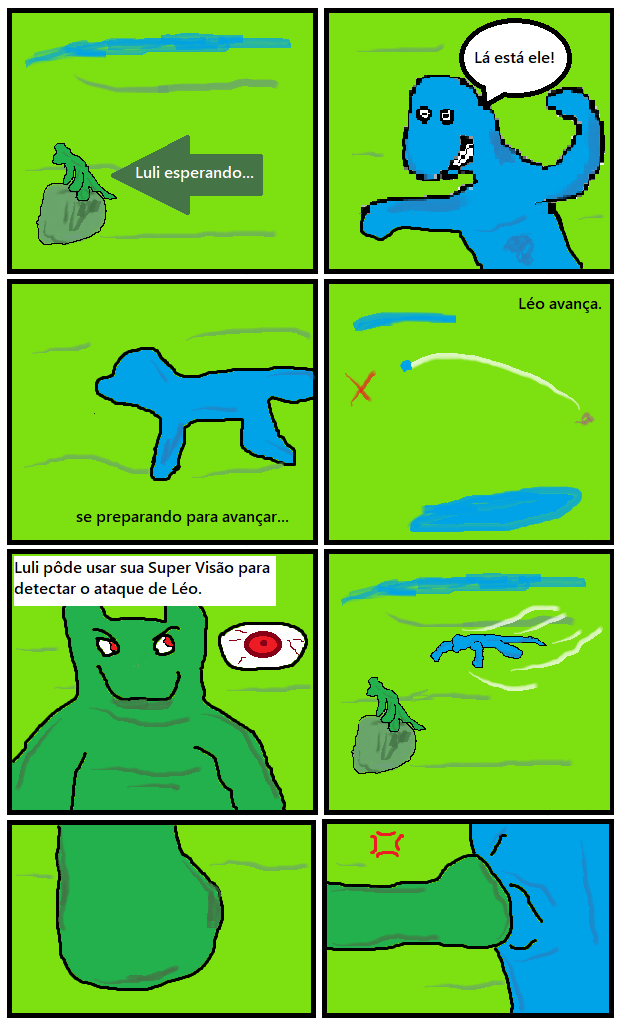 Luli esperando...
Lá está ele!
se preparando para avançar...
Léo avança.
Luli pôde usar sua Super Visão para
detectar o ataque de Léo.